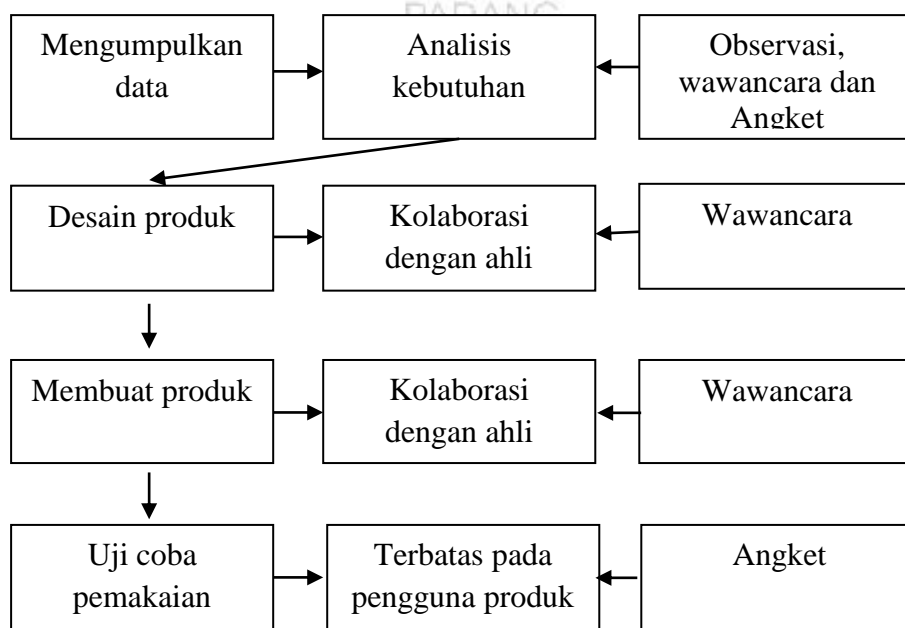 PADANG
Mengumpulkan
data
Analisis
kebutuhan
Observasi,
wawancara dan
Angket
Desain produk
Kolaborasi
dengan ahli
Wawancara
Membuat produk
Kolaborasi
dengan ahli
Wawancara
Uji coba
pemakaian
Terbatas pada
pengguna produk
Angket